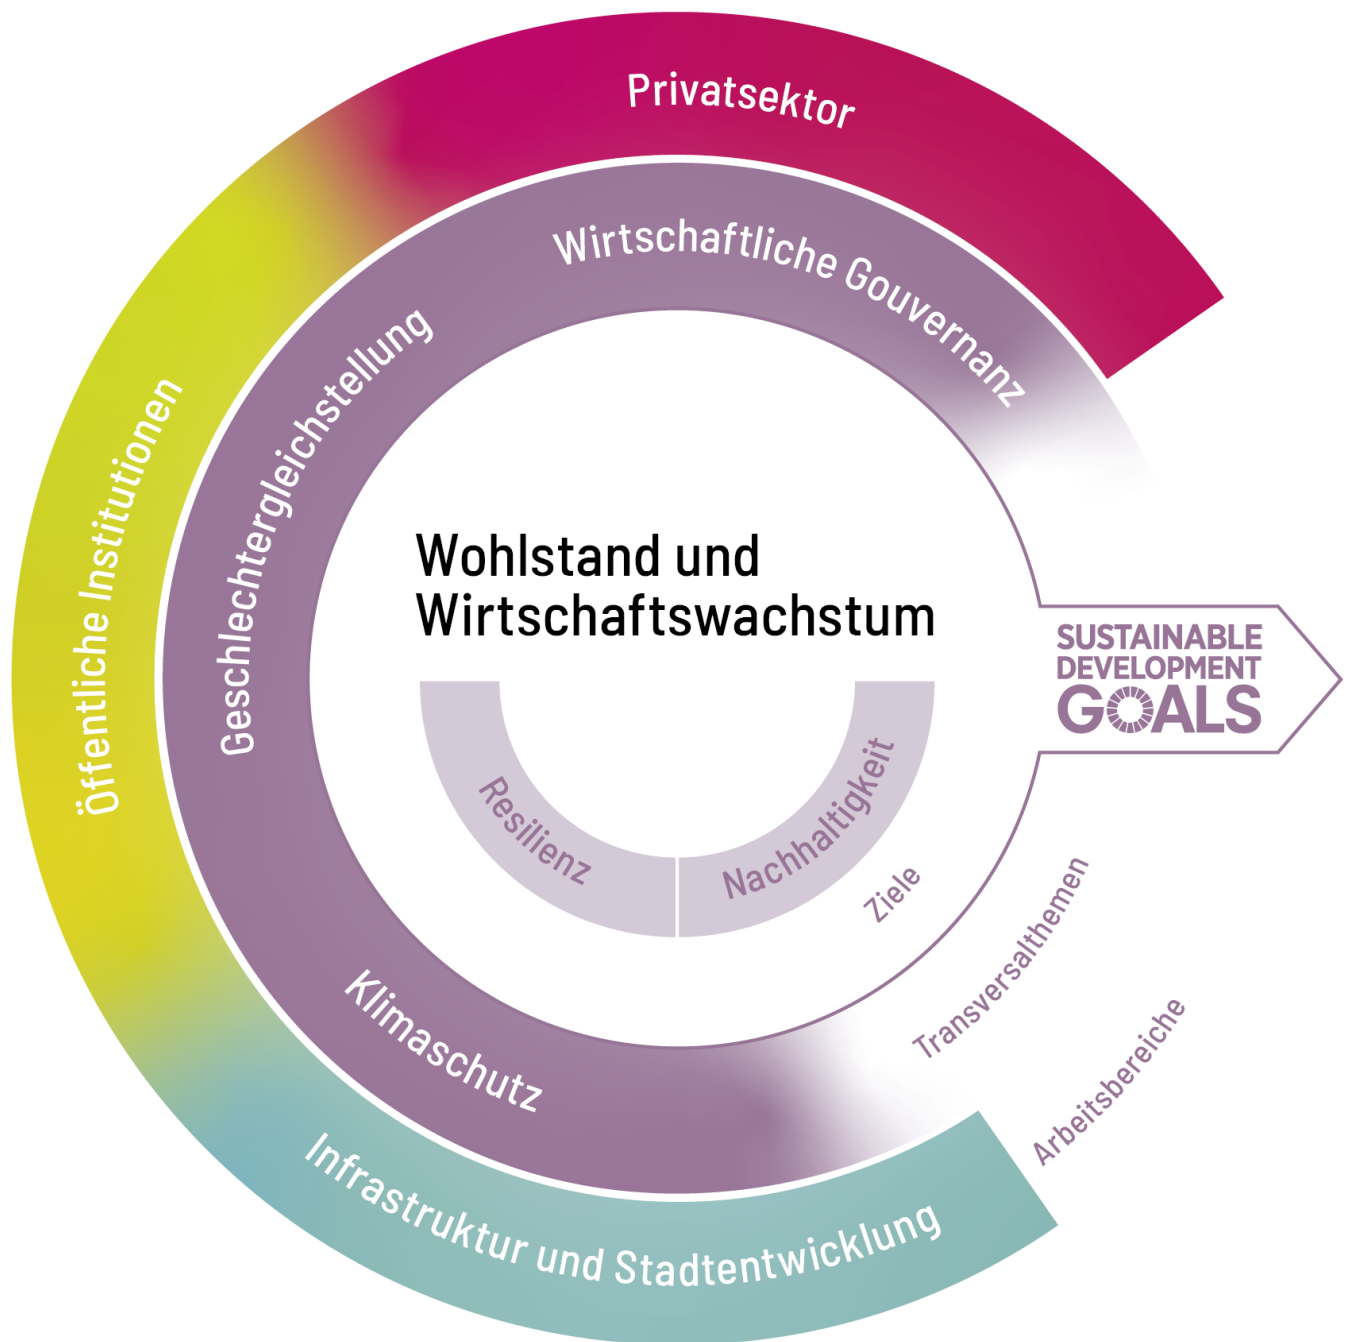 Privatsektor
Wirtschaftliche Gouvernanz
Geschlechtergleichstellung
Öffentliche Institutionen
Wohlstand und
Wirtschaftswachstum
SUSTAINABLE
DEVELOPMENT
GOALS
Resilienz
Nachhaltigkeit
Ziele
Transversalthemen
Arbeitsbereiche
Klimaschutz
Infrastruktur und Stadtentwicklung